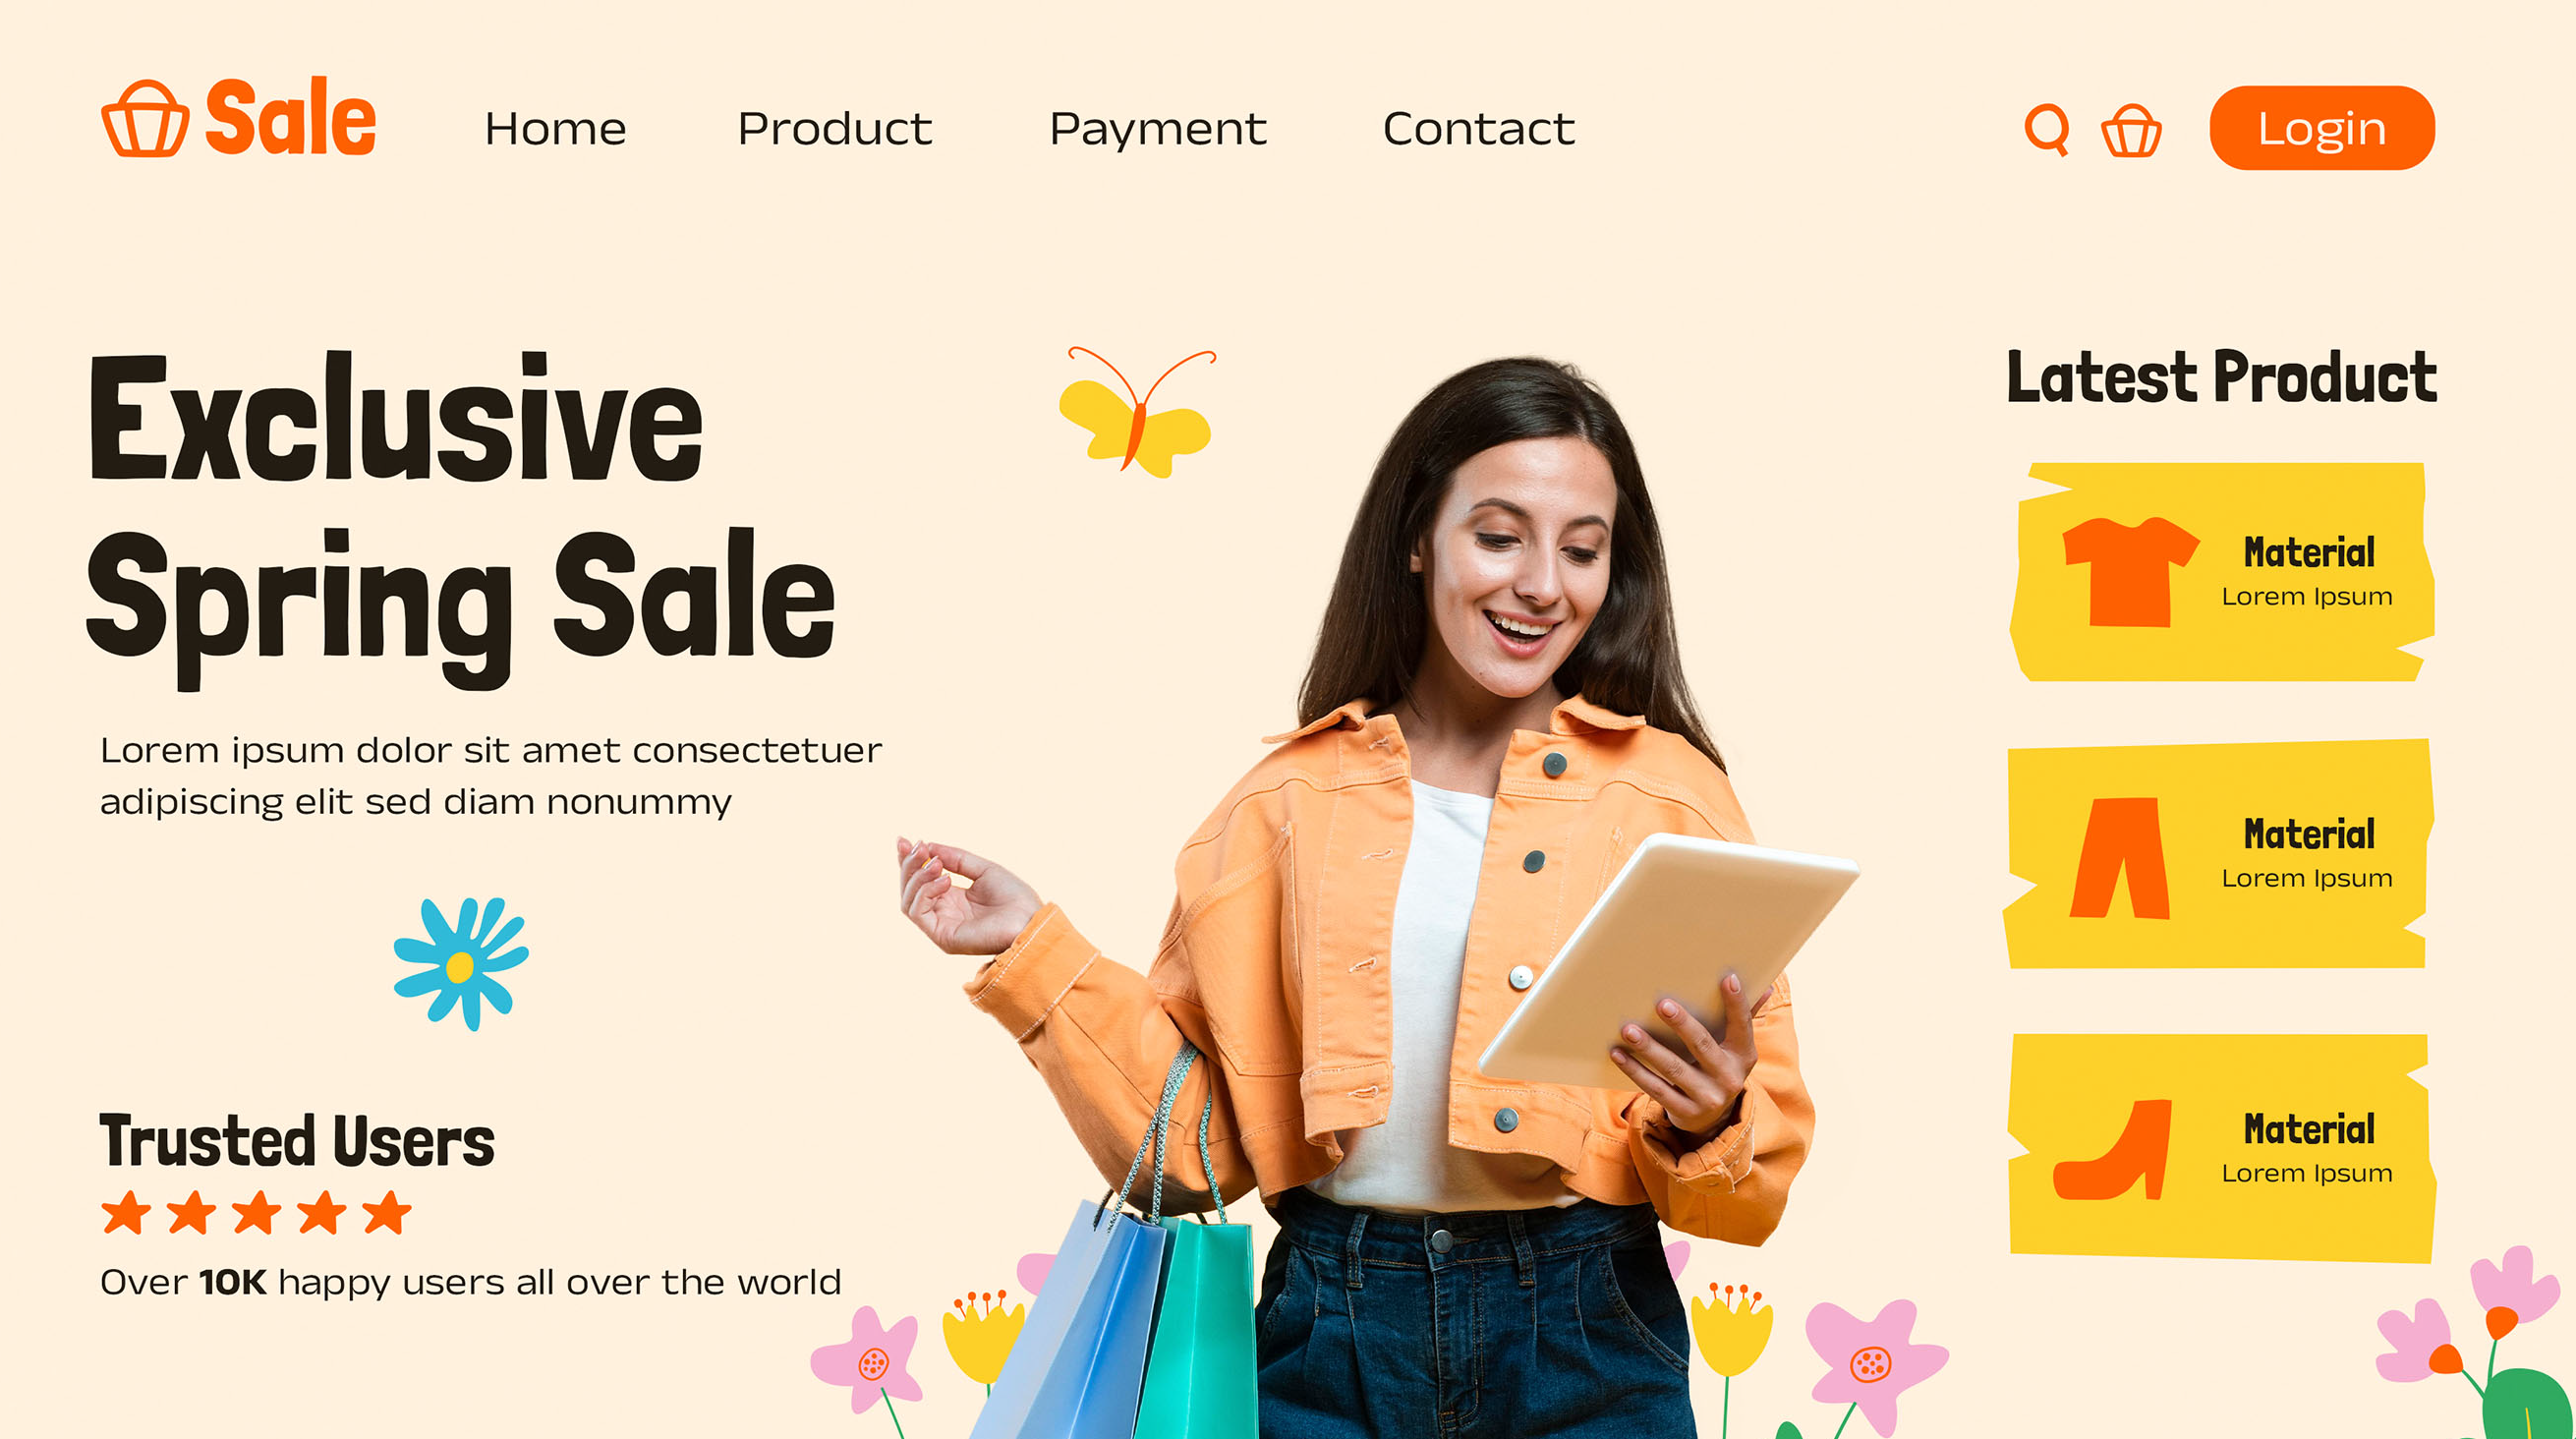 Sale
Home
Product
Payment
Contact
Login
Exclusive
Spring Sale
Lorem ipsum dolor sit amet consectetuer
adipiscing elit sed diam nonummy
Trusted Users
Over 10K happy users all over the world
Latest Product
Material
Lorem Ipsum
Material
Lorem Ipsum
Material
Lorem Ipsum